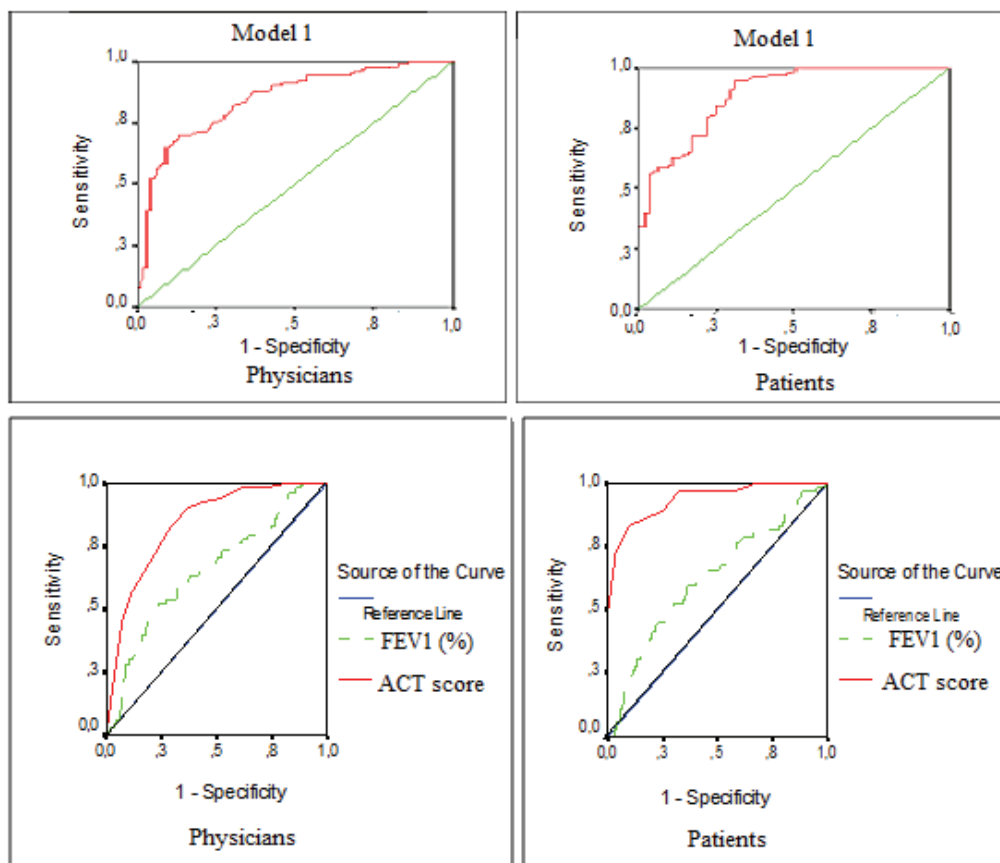 Model 1
1,0
,8
,5
,3
0,0
Sensitivity
0,0 ,3 ,5 ,8 1,0
1 - Specificity
Physicians
Model 1
1,0
,8
,5
,3
0,0
Sensitivity
0,0 ,3 ,5 ,8 1,0
1 - Specificity
Patients
1,0
,8
,5
,3
0,0
Sensitivity
0,0 ,3 ,5 ,8 1,0
1 - Specificity
Physicians
Source of the Curve
Reference Line
FEV1 (%)
ACT score
1,0
,8
,5
,3
0,0
Sensitivity
0,0 ,3 ,5 ,8 1,0
1 - Specificity
Patients
Source of the Curve
Reference Line
FEV1 (%)
ACT score